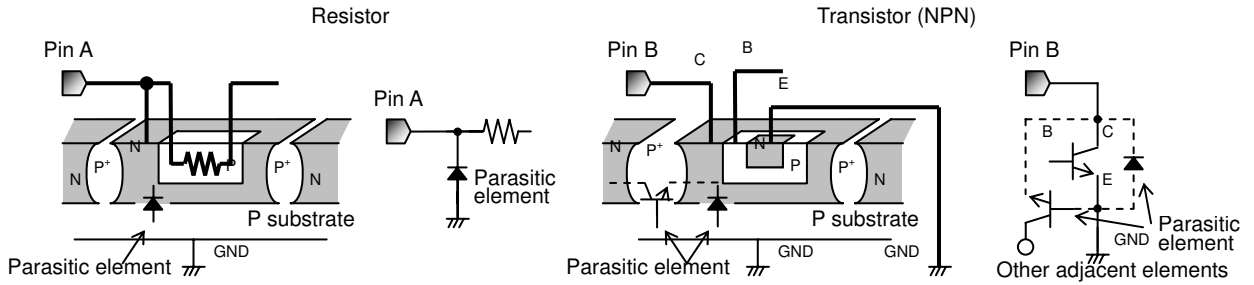 Resistor
Transistor (NPN)
Pin A
Pin B
C
B
E
Pin B
Pin A
N
P+
N
P
P+
N
Parasitic
element
N
P+
N
P
P+
N
B
C
E
P substrate
P substrate
GND
GND
GND
GND
Parasitic
element
Parasitic element
Parasitic element
Other adjacent elements